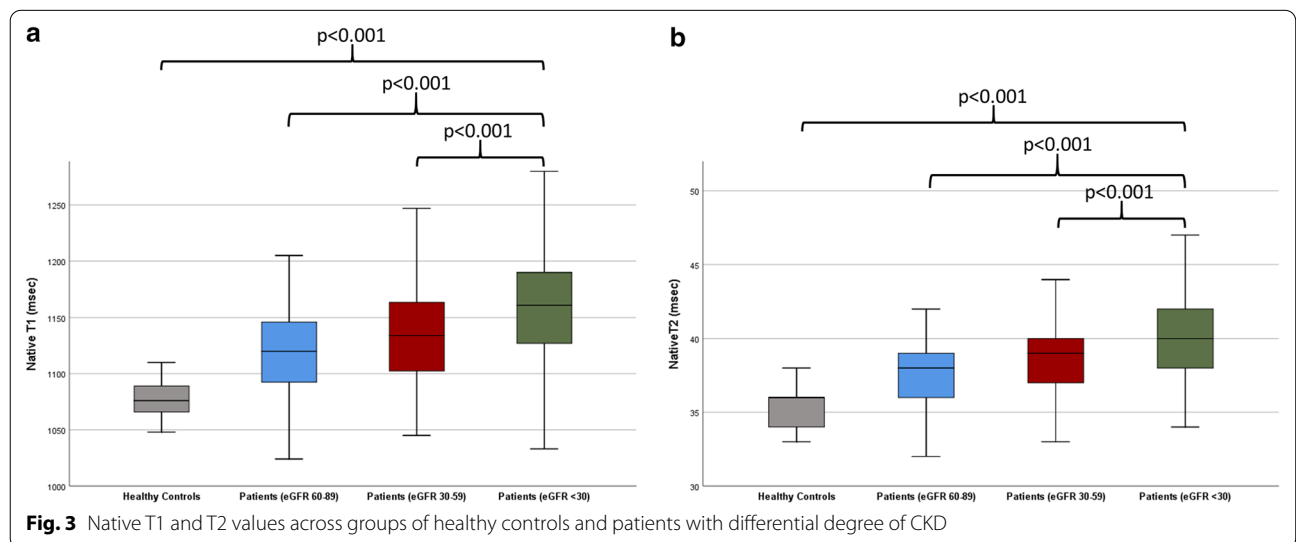 a
p<0.001
p<0.001
p<0.001
Native T1 (msec)
1250
1200
1150
1100
1050
1000
Healthy Controls Patients (eGFR 60-89) Patients (eGFR 30-59) Patients (eGFR <30)
b
p<0.001
p<0.001
p<0.001
Native T2 (msec)
50
45
40
35
30
Healthy Controls Patients (eGFR 60-89) Patients (eGFR 30-59) Patients (eGFR <30)
Fig. 3 Native T1 and T2 values across groups of healthy controls and patients with differential degree of CKD